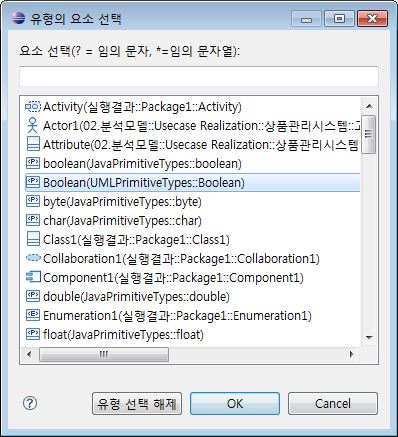 유형의 요소 선택
요소 선택(? = 임의 문자, *=임의 문자열):
Activity(실행결과::Package1::Activity)
Actor1(02.분석모델::Usecase Realization::상품관리시스템::고
Attribute(02.분석모델::Usecase Realization::상품관리시스템
boolean(JavaPrimitiveTypes::boolean)
Boolean(UMLPrimitiveTypes::Boolean)
byte(JavaPrimitiveTypes::byte)
char(JavaPrimitiveTypes::char)
Class1(실행결과::Package1::Class1)
Collaboration1(실행결과::Package1::Collaboration1)
Component1(실행결과::Package1::Component1)
double(JavaPrimitiveTypes::double)
Enumeration1(실행결과::Package1::Enumeration1)
float(JavaPrimitiveTypes::float)
유형 선택 해제 OK Cancel